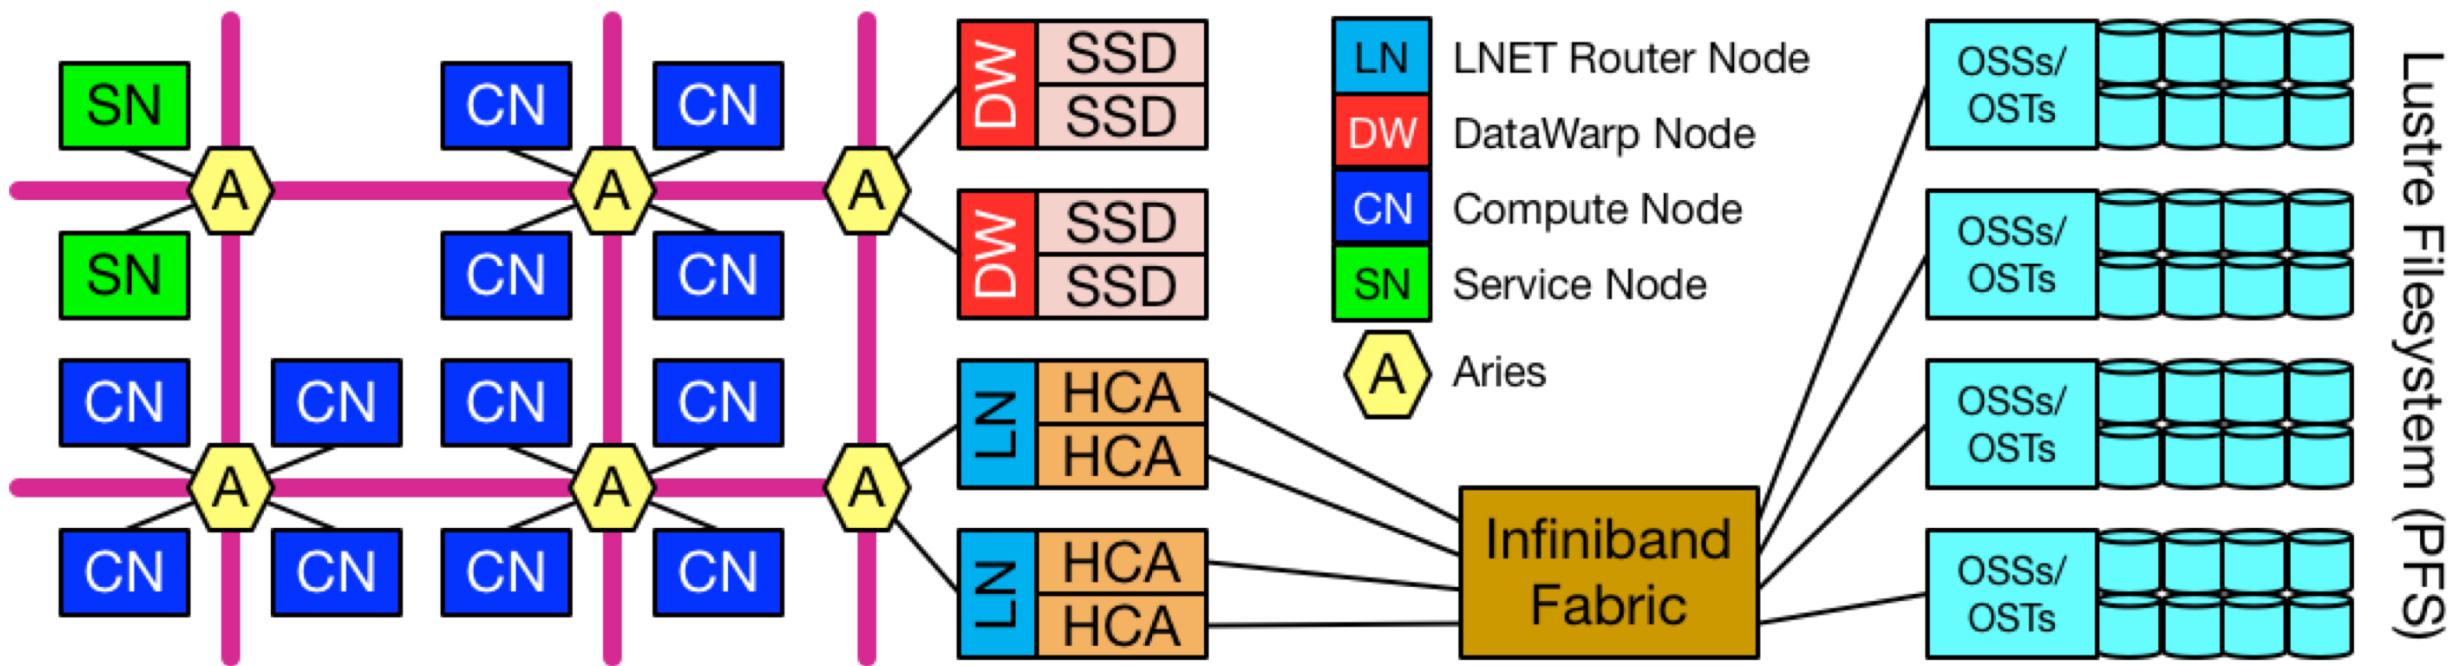 SN
CN
CN
A
A
A
SN
CN
CN
CN
CN
CN
CN
A
A
A
CN
CN
CN
CN
DW
SSD
SSD
DW
SSD
SSD
LN
HCA
HCA
LN
HCA
HCA
LN LNET Router Node
DW DataWarp Node
CN Compute Node
SN Service Node
A Aries
Infiniband
Fabric
OSSs/
OSTs
OSSs/
OSTs
OSSs/
OSTs
OSSs/
OSTs
Lustre Filesystem (PFS)